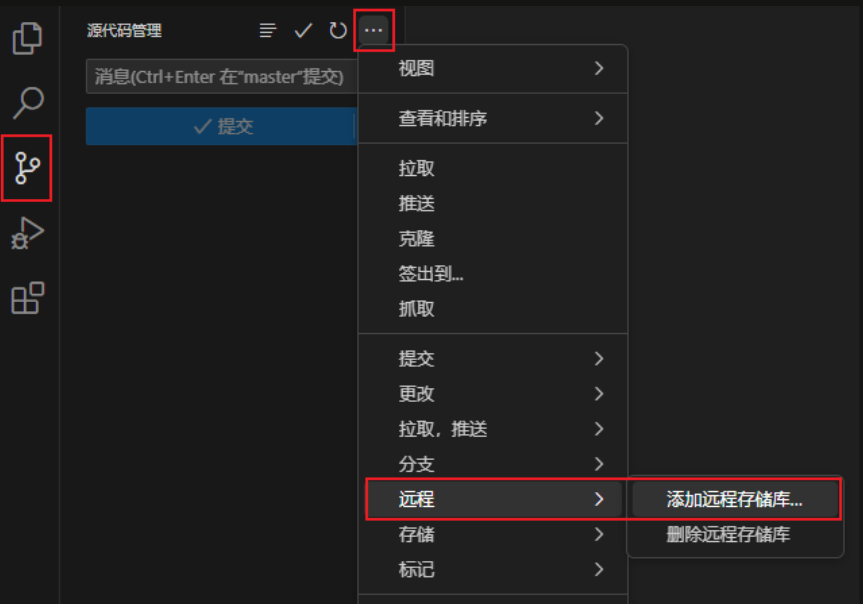 源代码管理
消息(Ctrl+Enter 在"master"提交)
提交
视图
查看和排序
拉取
推送
克隆
签出到...
抓取
提交
更改
拉取，推送
分支
远程
添加远程存储库...
存储
删除远程存储库
标记